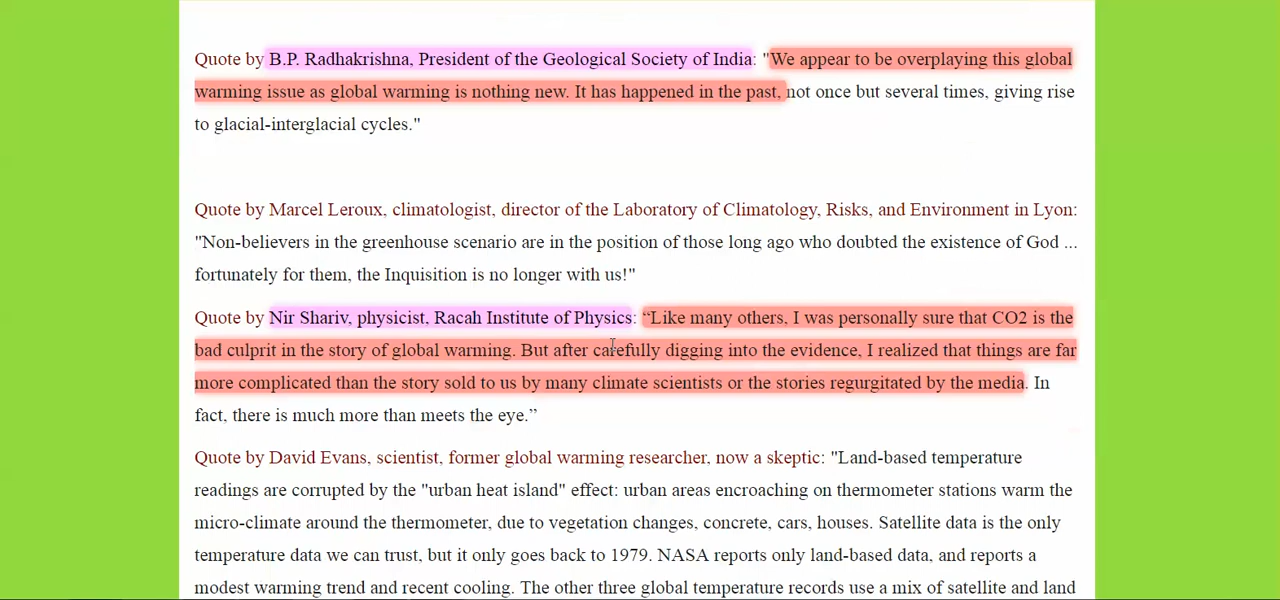 Quote by B.P. Radhakrishna, President of the Geological Society of India: "We appear to be overplaying this global
warming issue as global warming is nothing new. It has happened in the past, not once but several times, giving rise
to glacial-interglacial cycles."
Quote by Marcel Leroux, climatologist, director of the Laboratory of Climatology, Risks, and Environment in Lyon:
"Non-believers in the greenhouse scenario are in the position of those long ago who doubted the existence of God ...
fortunately for them, the Inquisition is no longer with us!"
Quote by Nir Shariv, physicist, Racah Institute of Physics: “Like many others, I was personally sure that CO2 is the
bad culprit in the story of global warming. But after carefully digging into the evidence, I realized that things are far
more complicated than the story sold to us by many climate scientists or the stories regurgitated by the media. In
fact, there is much more than meets the eye.”
Quote by David Evans, scientist, former global warming researcher, now a skeptic: "Land-based temperature
readings are corrupted by the "urban heat island" effect: urban areas encroaching on thermometer stations warm the
micro-climate around the thermometer, due to vegetation changes, concrete, cars, houses. Satellite data is the only
temperature data we can trust, but it only goes back to 1979. NASA reports only land-based data, and reports a
modest warming trend and recent cooling. The other three global temperature records use a mix of satellite and land